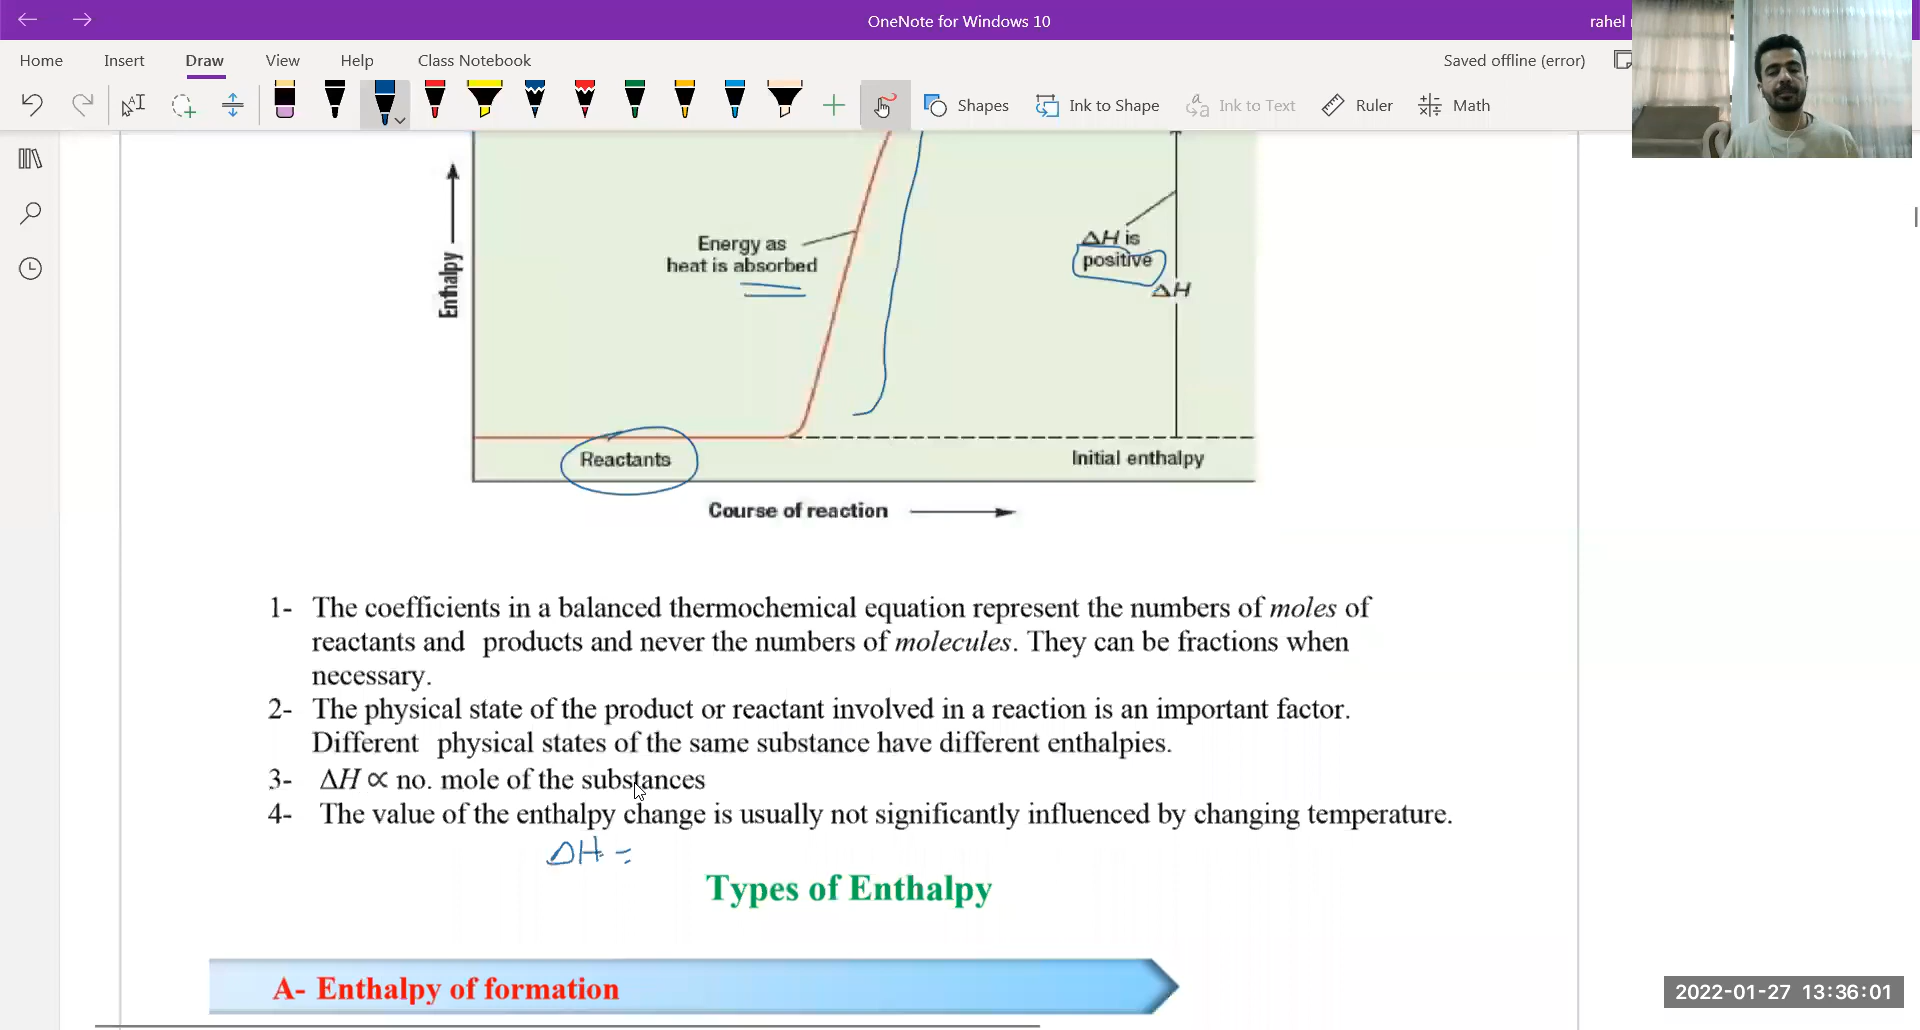 OneNote for Windows 10
rahel
Home Insert Draw View Help Class Notebook
Saved offline (error)
Shapes Ink to Shape Ink to Text Ruler Math
Enthalpy
Energy as
heat is absorbed
ΔH is
positive
ΔH
Reactants
Initial enthalpy
Course of reaction
1- The coefficients in a balanced thermochemical equation represent the numbers of moles of
reactants and products and never the numbers of molecules. They can be fractions when
necessary.
2- The physical state of the product or reactant involved in a reaction is an important factor.
Different physical states of the same substance have different enthalpies.
3- ΔH ∝ no. mole of the substances
4- The value of the enthalpy change is usually not significantly influenced by changing temperature.
ΔH =
Types of Enthalpy
A- Enthalpy of formation
2022-01-27 13:36:01